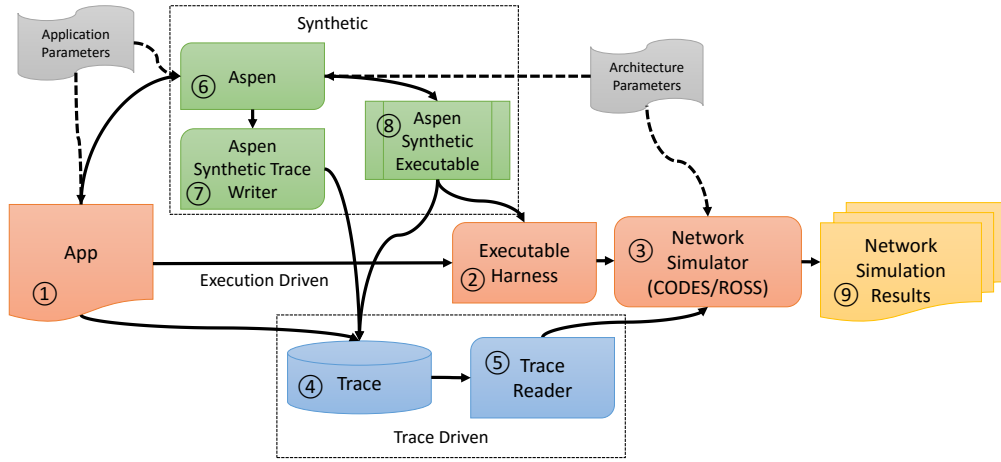 Synthetic
Application
Parameters
⑥ Aspen
Architecture
Parameters
⑧ Aspen
Synthetic
Executable
Aspen
Synthetic Trace
⑦ Writer
App
①
Execution Driven
Executable
② Harness
③ Network
Simulator
(CODES/ROSS)
Network
Simulation
⑨ Results
④ Trace
⑤ Trace
Reader
Trace Driven